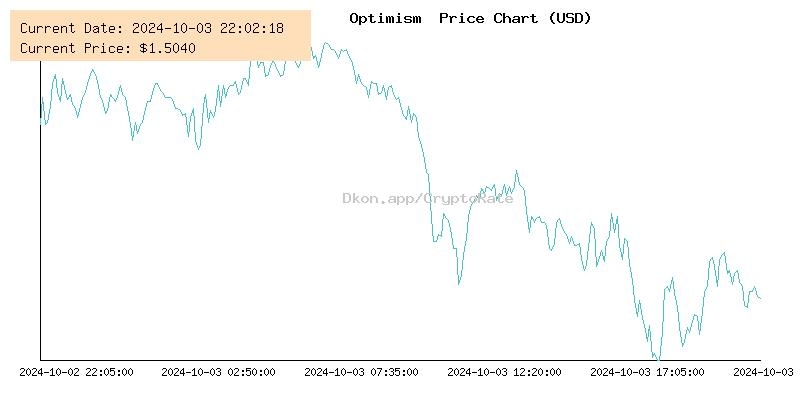 Optimism Price Chart (USD)
Current Date: 2024-10-03 22:02:18
Current Price: $1.5040
Dkon.app/CryptoRate
2024-10-02 22:05:00 2024-10-03 02:50:00 2024-10-03 07:35:00 2024-10-03 12:20:00 2024-10-03 17:05:00 2024-10-03